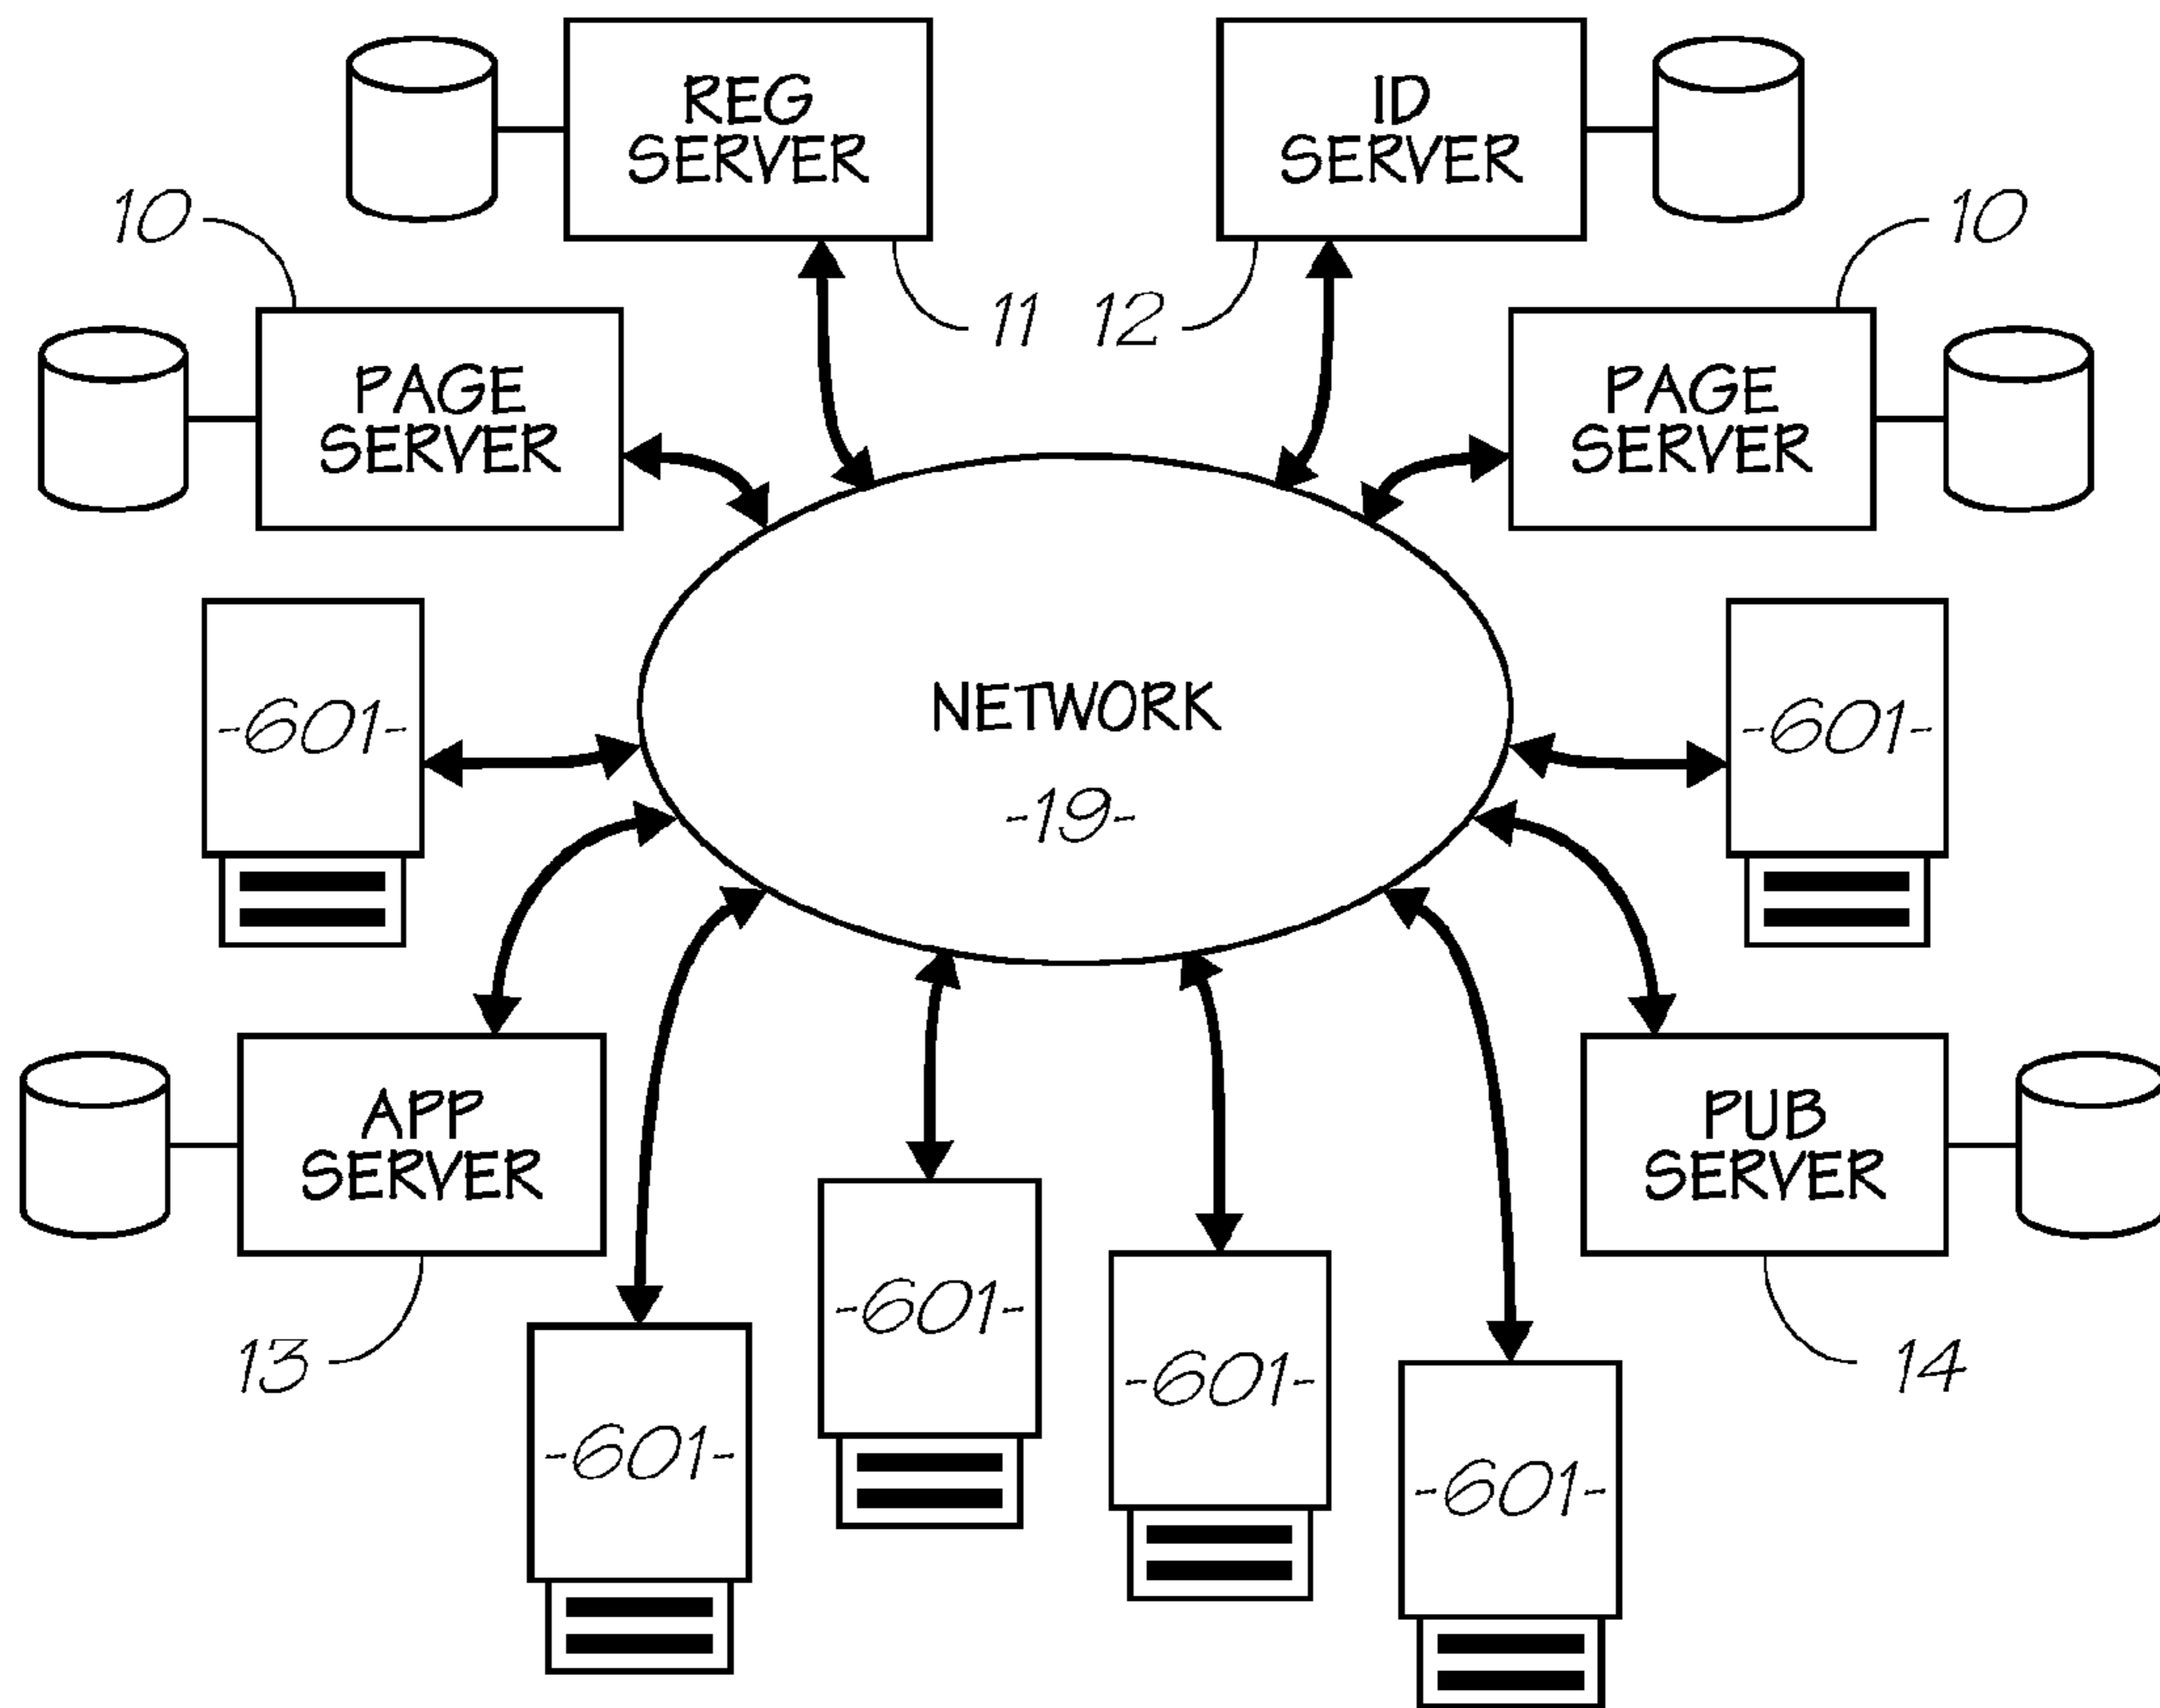 REG
SERVER
ID
SERVER
10
10
11
12
PAGE
SERVER
PAGE
SERVER
-601-
NETWORK
-19-
-601-
APP
SERVER
PUB
SERVER
13
-601-
-601-
-601-
-601-
14